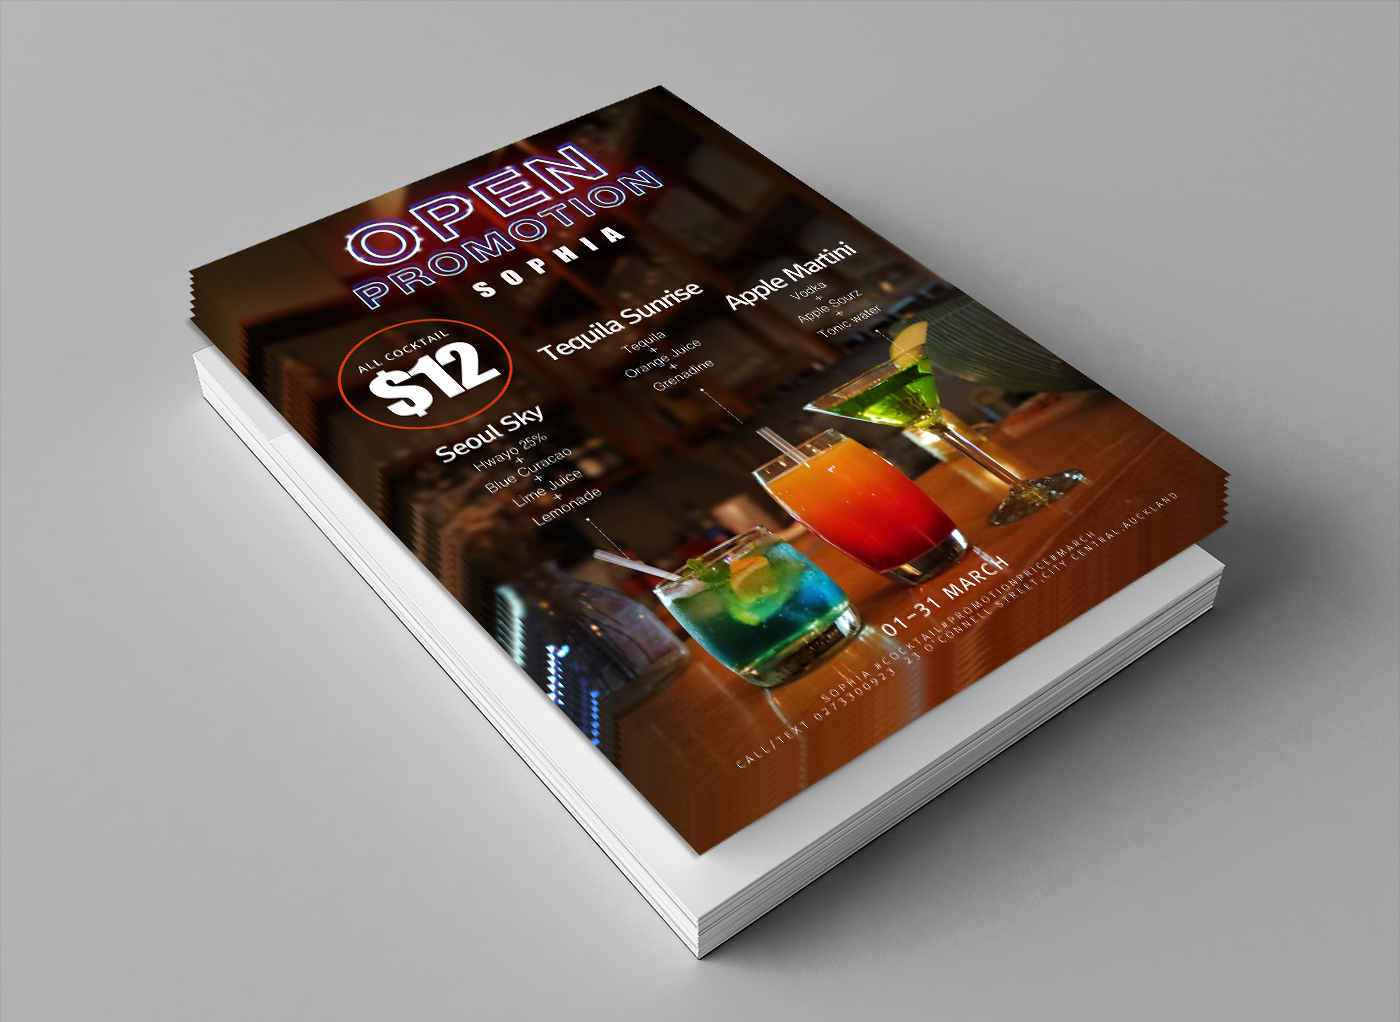 OPEN
PROMOTION
SOPHIA
ALL COCKTAIL
$12
Seoul Sky
Hwayo 25%
+
Blue Curacao
+
Lime Juice
+
Lemonade
Tequila Sunrise
Tequila
+
Orange Juice
+
Grenadine
Apple Martini
Vodka
+
Apple Sourz
+
Tonic water
01-31 MARCH
SOPHIA #COCKTAIL#PROMOTIONPRICE#MARCH
CALL/TEXT 0273300923 23 O'CONNELL STREET,CITY CENTRAL,AUCKLAND